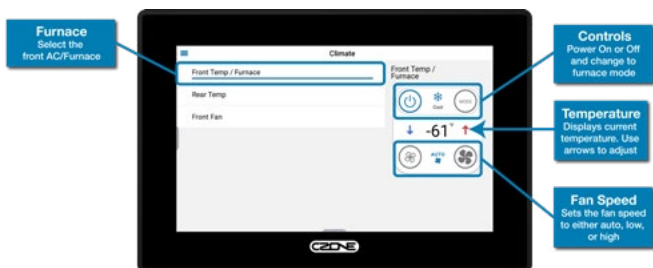 Furnace
Select the
front AC/Furnace
Climate
Front Temp / Furnace
Rear Temp
Front Fan
Front Temp /
Furnace
Cool
MODE
-61°
AUTO
CZONE
Controls
Power On or Off
and change to
furnace mode
Temperature
Displays current
temperature. Use
arrows to adjust
Fan Speed
Sets the fan speed
to either auto, low,
or high